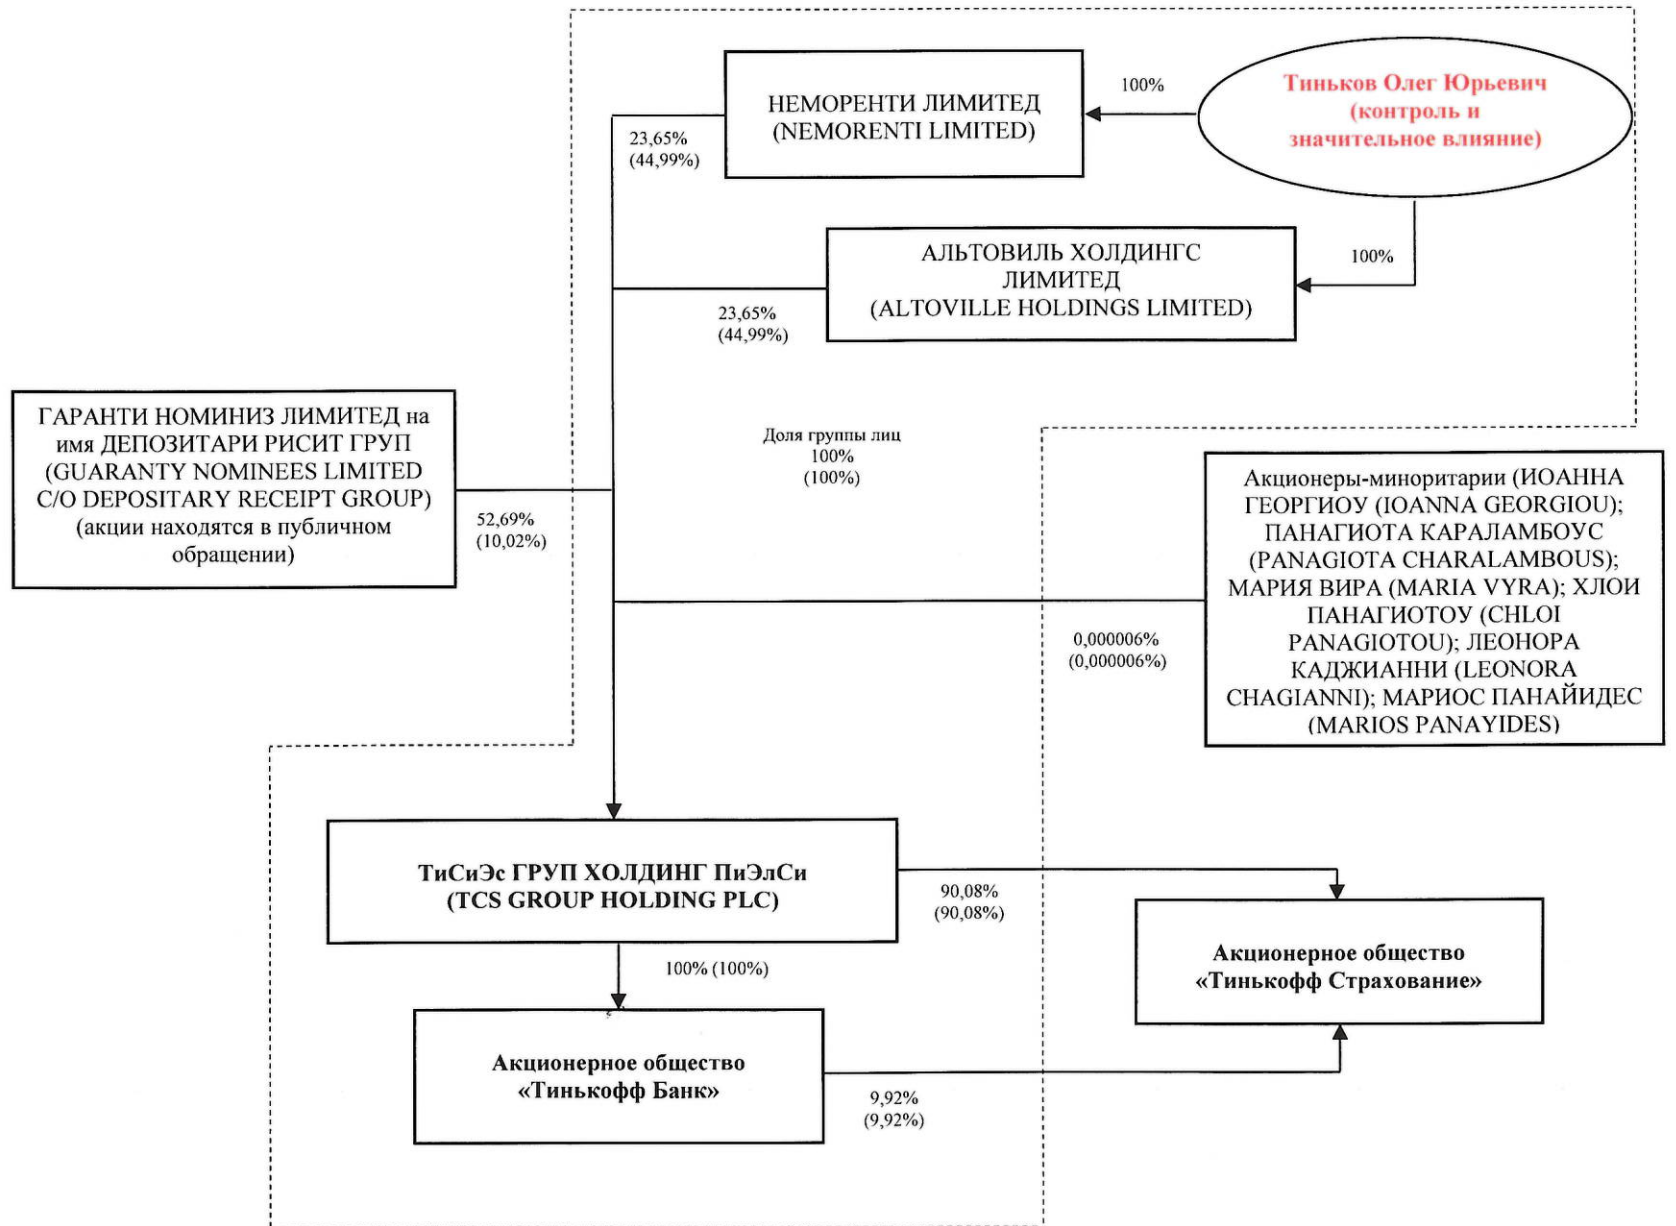 НЕМОРЕНТИ ЛИМИТЕД
(NEMORENTI LIMITED)
100%
Тиньков Олег Юрьевич
(контроль и
значительное влияние)
23,65%
(44,99%)
АЛЬТОВИЛЬ ХОЛДИНГС
ЛИМИТЕД
(ALTOVILLE HOLDINGS LIMITED)
100%
23,65%
(44,99%)
ГАРАНТИ НОМИНИЗ ЛИМИТЕД на
имя ДЕПОЗИТАРИ РИСИТ ГРУП
(GUARANTY NOMINEES LIMITED
C/O DEPOSITARY RECEIPT GROUP)
(акции находятся в публичном
обращении)
52,69%
(10,02%)
Доля группы лиц
100%
(100%)
Акционеры-миноритарии (ИОАННА
ГЕОРГИОУ (IOANNA GEORGIOU);
ПАНАГИОТА КАРАЛАМБОУС
(PANAGIOTA CHARALAMBOUS);
МАРИЯ ВИРА (MARIA VYRA); ХЛОИ
ПАНАГИОТОУ (CHLOI
PANAGIOTOU); ЛЕОНОРА
КАДЖИАННИ (LEONORA
CHAGIANNI); МАРИОС ПАНАЙИДЕС
(MARIOS PANAYIDES)
0,000006%
(0,000006%)
ТиСиЭс ГРУП ХОЛДИНГ ПиЭлСи
(TCS GROUP HOLDING PLC)
90,08%
(90,08%)
100% (100%)
Акционерное общество
«Тинькофф Страхование»
Акционерное общество
«Тинькофф Банк»
9,92%
(9,92%)